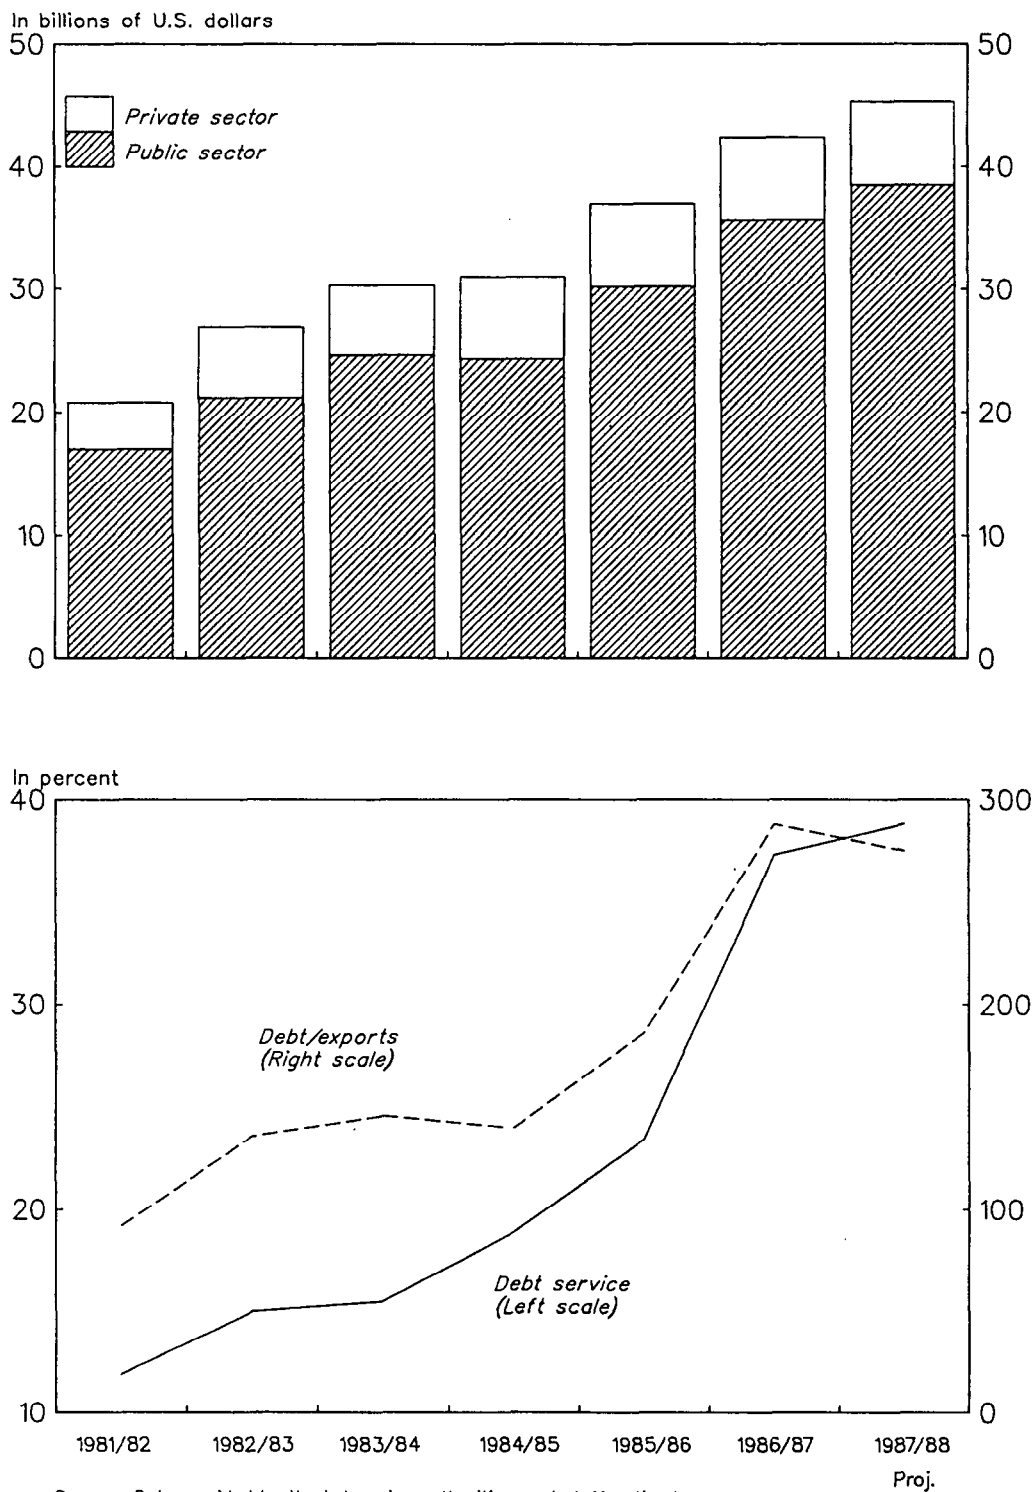 In billions of U.S. dollars
50 50
Private sector
Public sector
40 40
30 30
20 20
10 10
0 0
In percent
40 300
30 200
Debt/exports
(Right scale)
20 100
Debt service
(Left scale)
10 0
1981/82 1982/83 1983/84 1984/85 1985/86 1986/87 1987/88
Proj.